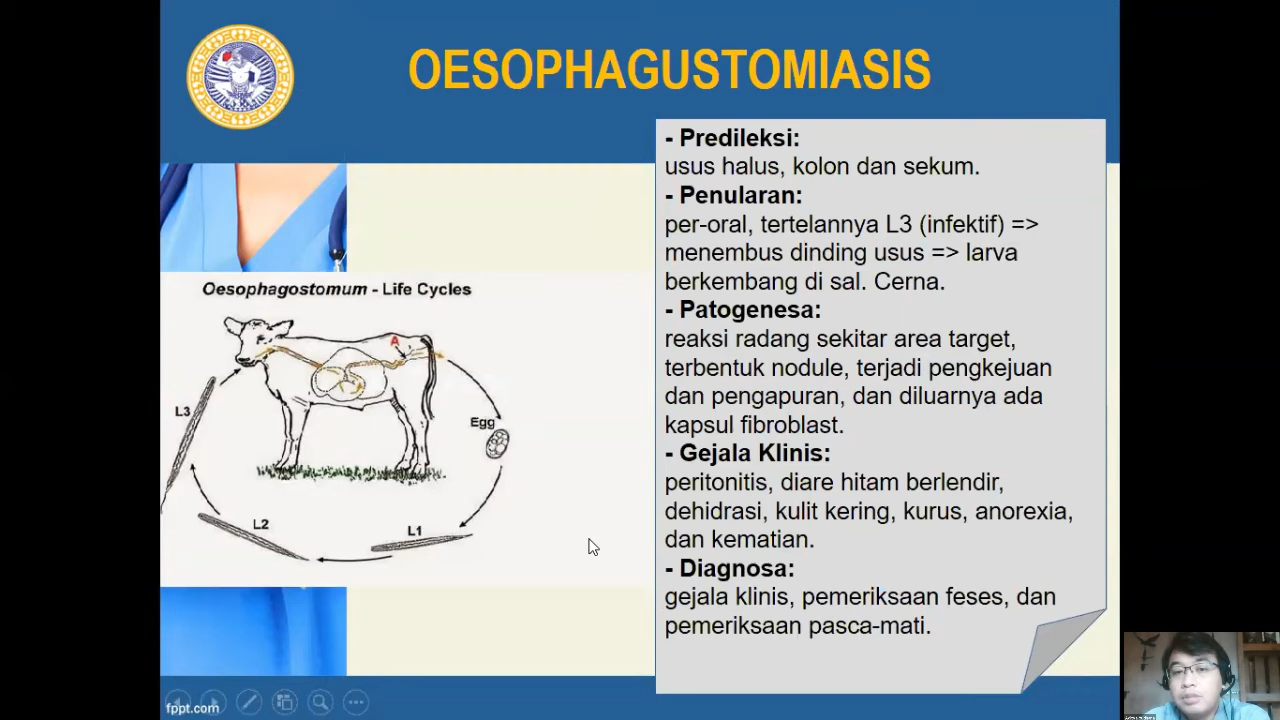 OESOPHAGUSTOMIASIS
- Predileksi:
usus halus, kolon dan sekum.
- Penularan:
per-oral, tertelannya L3 (infektif) =>
menembus dinding usus => larva
berkembang di sal. Cerna.
- Patogenesa:
reaksi radang sekitar area target,
terbentuk nodule, terjadi pengkejuan
dan pengapuran, dan diluarnya ada
kapsul fibroblast.
- Gejala Klinis:
peritonitis, diare hitam berlendir,
dehidrasi, kulit kering, kurus, anorexia,
dan kematian.
- Diagnosa:
gejala klinis, pemeriksaan feses, dan
pemeriksaan pasca-mati.
Oesophagostomum - Life Cycles
A
L3
Egg
L2
L1
fppt.com